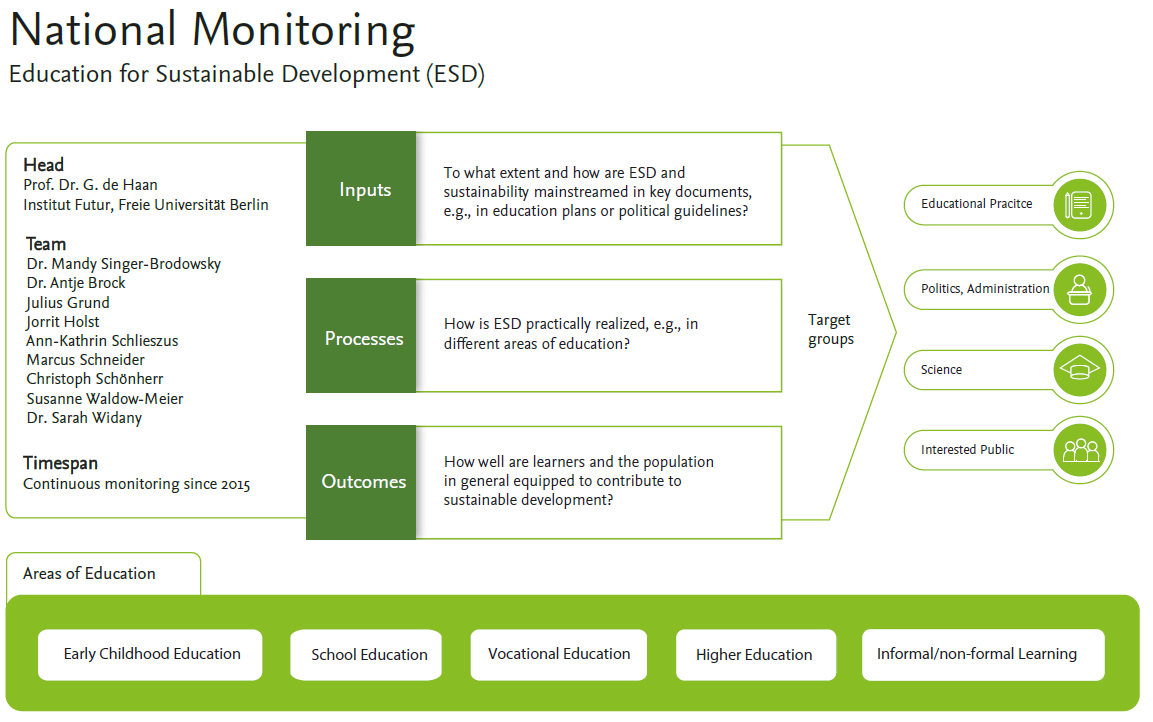 National Monitoring
Education for Sustainable Development (ESD)
Head
Prof. Dr. G. de Haan
Institut Futur, Freie Universität Berlin
Team
Dr. Mandy Singer-Brodowsky
Dr. Antje Brock
Julius Grund
Jorrit Holst
Ann-Kathrin Schlieszus
Marcus Schneider
Christoph Schönherr
Susanne Waldow-Meier
Dr. Sarah Widany
Timespan
Continuous monitoring since 2015
Inputs
To what extent and how are ESD and
sustainability mainstreamed in key documents,
e.g., in education plans or political guidelines?
Processes
How is ESD practically realized, e.g., in
different areas of education?
Outcomes
How well are learners and the population
in general equipped to contribute to
sustainable development?
Target
groups
Educational Pracitce
Politics, Administration
Science
Interested Public
Areas of Education
Early Childhood Education
School Education
Vocational Education
Higher Education
Informal/non-formal Learning